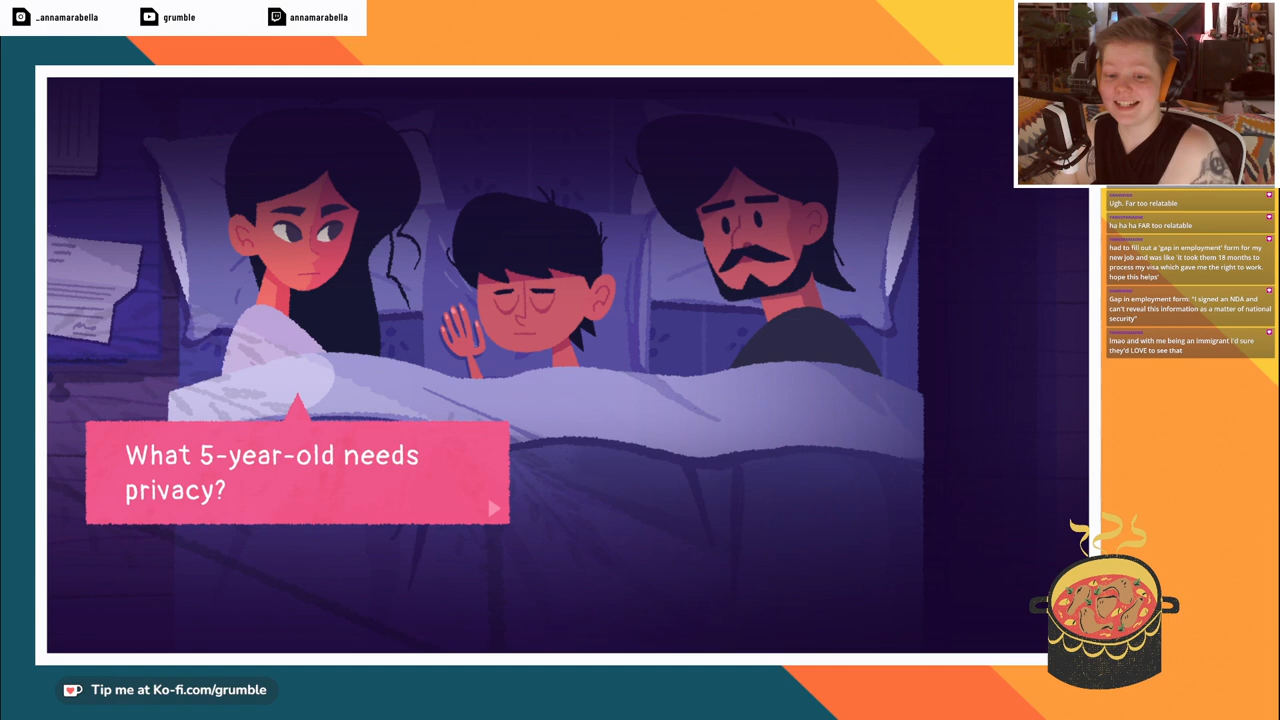 _annamarabella
grumble
annamarabella
What 5-year-old needs
privacy?
Ugh. Far too relatable
ha ha ha FAR too relatable
had to fill out a 'gap in employment' form for my
new job and was like 'it took them 18 months to
process my visa which gave me the right to work.
hope this helps'
Gap in employment form: "I signed an NDA and
can't reveal this information as a matter of national
security"
lmao and with me being an immigrant I'd sure
they'd LOVE to see that
Tip me at Ko-fi.com/grumble